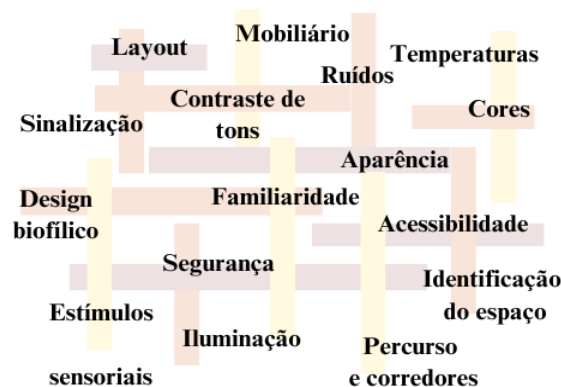 Layout
Mobiliário
Temperaturas
Ruídos
Contraste de
tons
Cores
Sinalização
Aparência
Design
biofílico
Familiaridade
Acessibilidade
Segurança
Identificação
do espaço
Estímulos
sensoriais
Iluminação
Percurso
e corredores